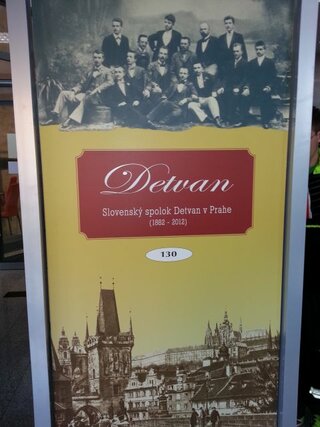 Detvan
Slovenský spolok Detvan v Prahe
(1882 - 2012)
130